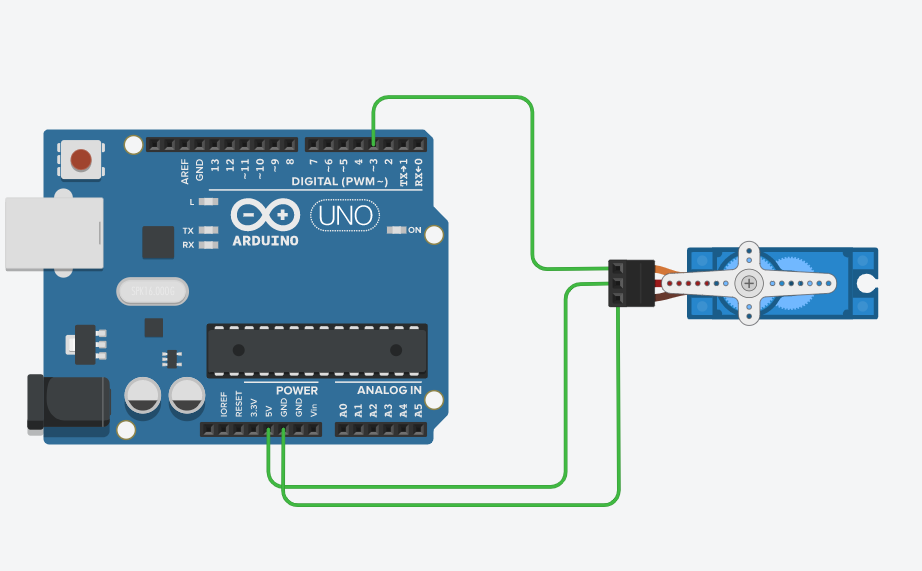 AREF
GND
13
12
~11
~10
~9
8
7
~6
~5
4
~3
2
TX→1
RX←0
DIGITAL (PWM~)
L
TX
RX
UNO
ARDUINO
ON
POWER
ANALOG IN
IOREF
RESET
3.3V
5V
GND
GND
Vin
A0
A1
A2
A3
A4
A5